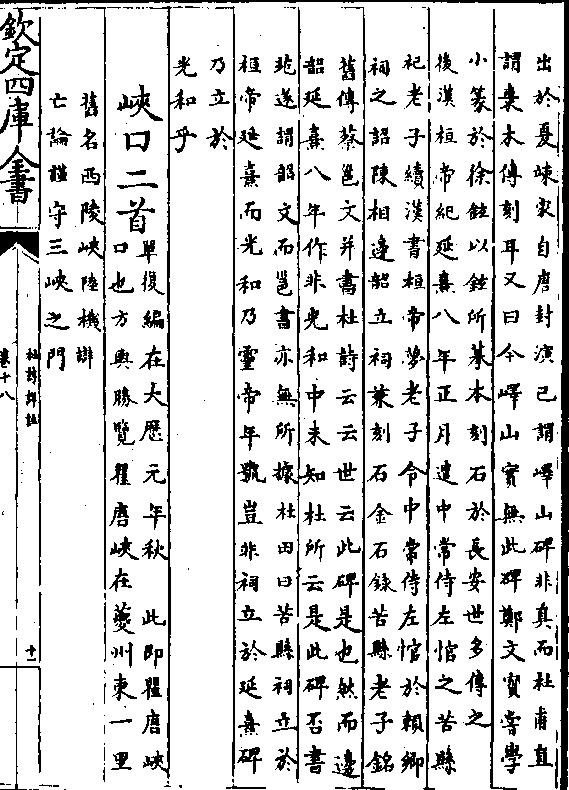 出於夏竦家自唐封演已謂嶧山碑非真而杜甫直
謂棗木傳刻耳又曰今嶧山實無此碑鄭文寶嘗學
小篆於徐鉉以鉉所摹本刻石於長安世多傳之
後漢桓帝紀延熹八年正月遣中常侍左悺之苦縣
祀老子續漢書桓帝夢老子令中常侍左悺於賴鄉
祠之詔陳相邊韶立祠兼刻石金石錄苦縣老子銘
舊傳蔡邕文并書杜詩云云世云此碑是也然而邊
韶延熹八年作非光和中未知杜所云是此碑否書
苑遂謂韶文而邕書亦無所據杜田曰苦縣祠立於
桓帝延熹而光和乃靈帝年號豈非祠立於延熹碑
乃立於
光和乎
峽口二首
單復編在大歷元年秋 此即瞿唐峽
口也方輿勝覽瞿唐峽在夔州東一里
舊名西陵峽陸機辯
亡論謹守三峽之門
欽定四庫全書
杜詩詳註
卷十八
十一